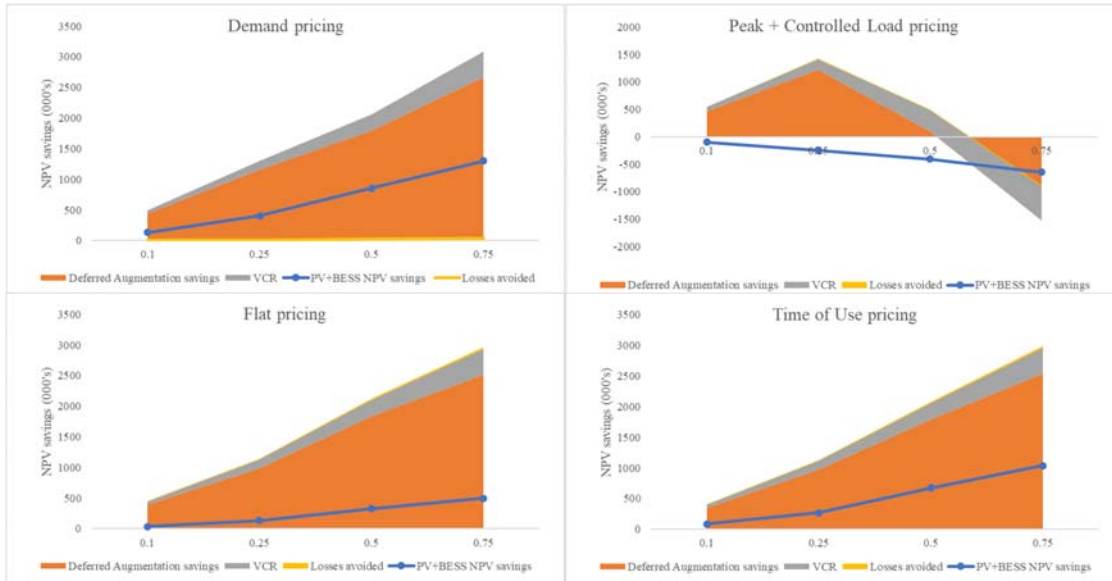 Demand pricing
NPV savings (000's)
3500
3000
2500
2000
1500
1000
500
0
0.1 0.25 0.5 0.75
Deferred Augmentation savings VCR PV+BESS NPV savings Losses avoided
Peak + Controlled Load pricing
NPV savings (000's)
2000
1500
1000
500
0
-500
-1000
-1500
-2000
0.1 0.25 0.5 0.75
Deferred Augmentation savings VCR Losses avoided PV+BESS NPV savings
Flat pricing
NPV savings (000's)
3500
3000
2500
2000
1500
1000
500
0
0.1 0.25 0.5 0.75
Deferred Augmentation savings VCR Losses avoided PV+BESS NPV savings
Time of Use pricing
NPV savings (000's)
3500
3000
2500
2000
1500
1000
500
0
0.1 0.25 0.5 0.75
Deferred Augmentation savings VCR Losses avoided PV+BESS NPV savings